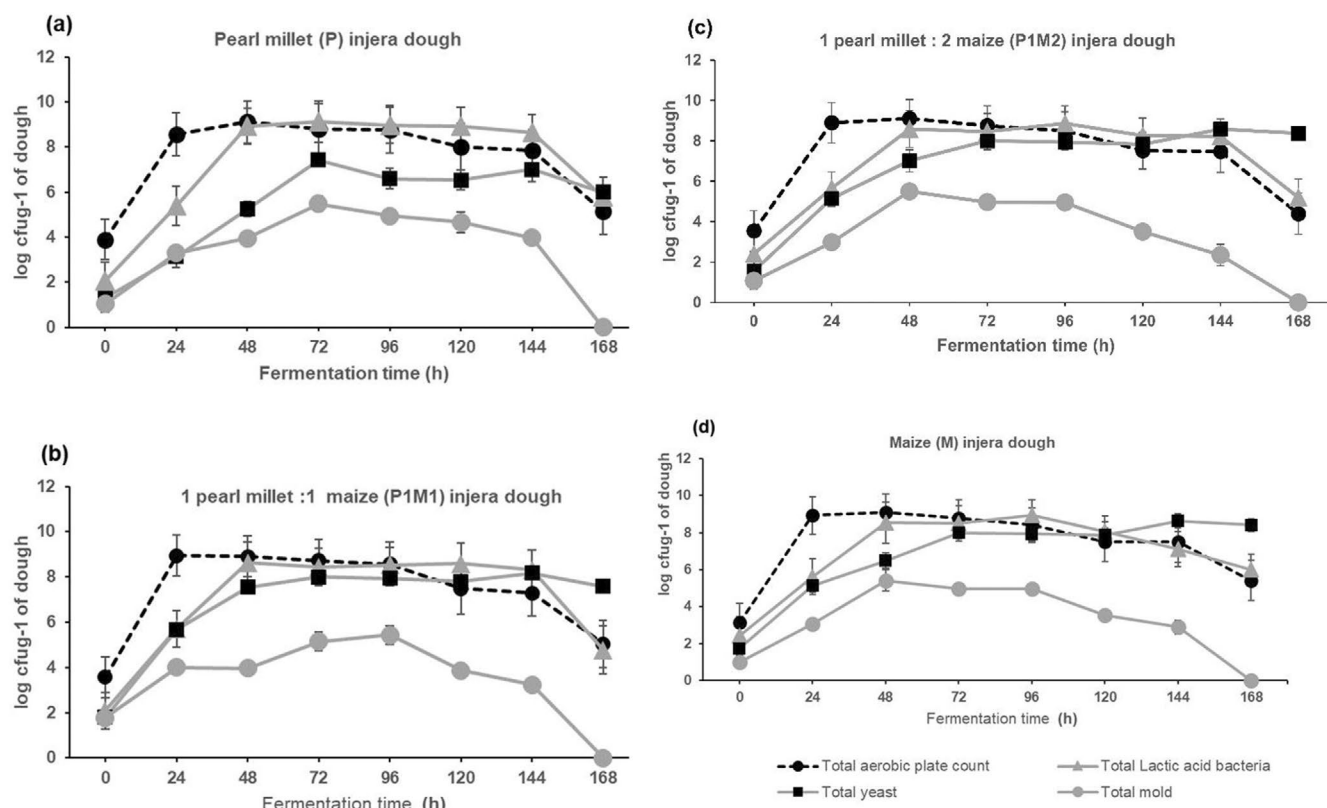 (a)
Pearl millet (P) injera dough
12
10
8
6
4
2
0
log cfug-1 of dough
0 24 48 72 96 120 144 168
Fermentation time (h)
(b)
1 pearl millet :1 maize (P1M1) injera dough
12
10
8
6
4
2
0
log cfug-1 of dough
0 24 48 72 96 120 144 168
Fermentation time (h)
(c)
1 pearl millet : 2 maize (P1M2) injera dough
12
10
8
6
4
2
0
log cfug-1 of dough
0 24 48 72 96 120 144 168
Fermentation time (h)
(d)
Maize (M) injera dough
12
10
8
6
4
2
0
log cfug-1 of dough
0 24 48 72 96 120 144 168
Fermentation time (h)
Total aerobic plate count
Total Lactic acid bacteria
Total yeast
Total mold